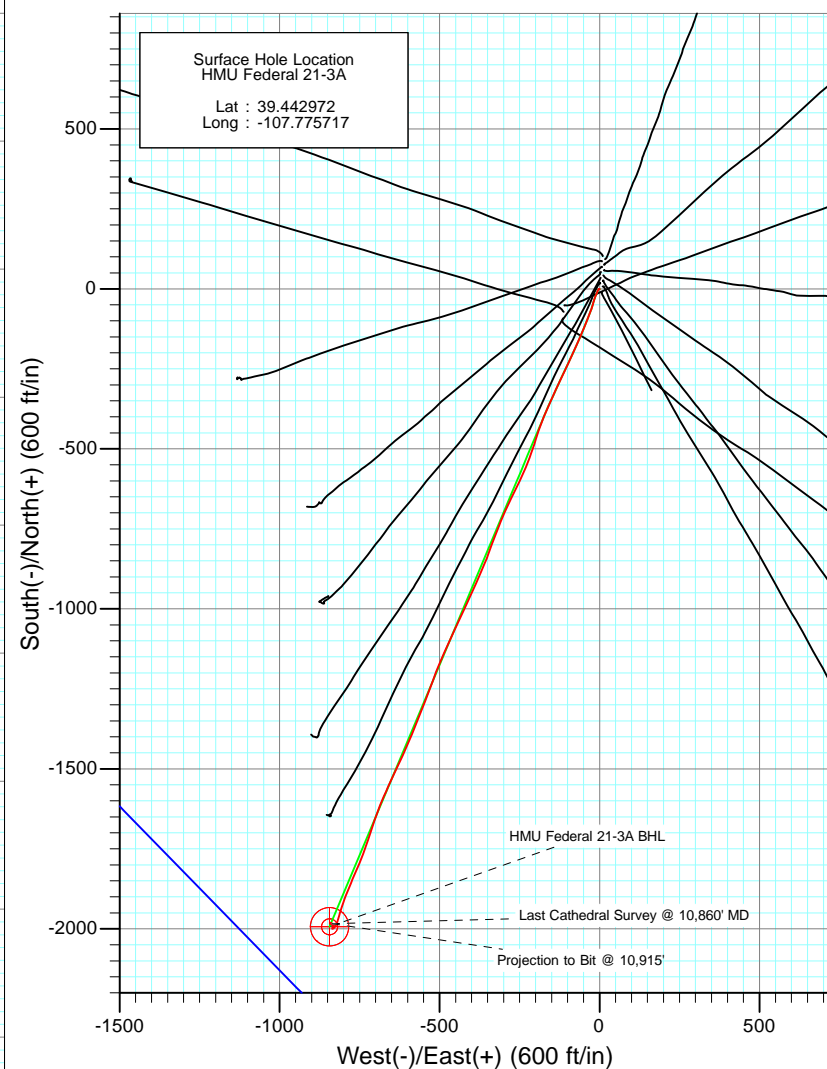 Surface Hole Location
HMU Federal 21-3A
Lat : 39.442972
Long : -107.775717
500
0
-500
-1000
-1500
-2000
South(-)/North(+) (600 ft/in)
HMU Federal 21-3A BHL
Last Cathedral Survey @ 10,860' MD
Projection to Bit @ 10,915'
-1500
-1000
-500
0
500
West(-)/East(+) (600 ft/in)